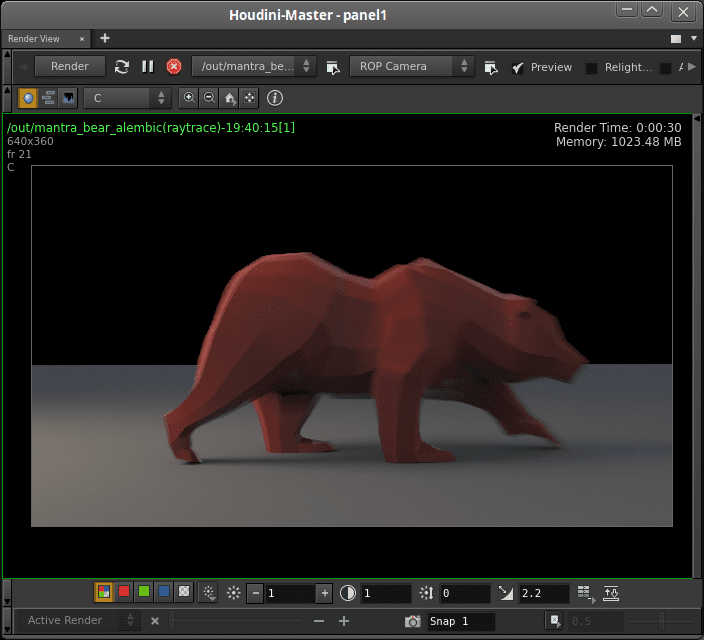 Houdini-Master - panel1
Render View × +
Render /out/mantra_be... ROP Camera Preview Relight...
C
/out/mantra_bear_alembic(raytrace)-19:40:15[1] Render Time: 0:00:30
640x360 Memory: 1023.48 MB
fr 21
C
1 1 0 2.2
Active Render Snap 1 0.5